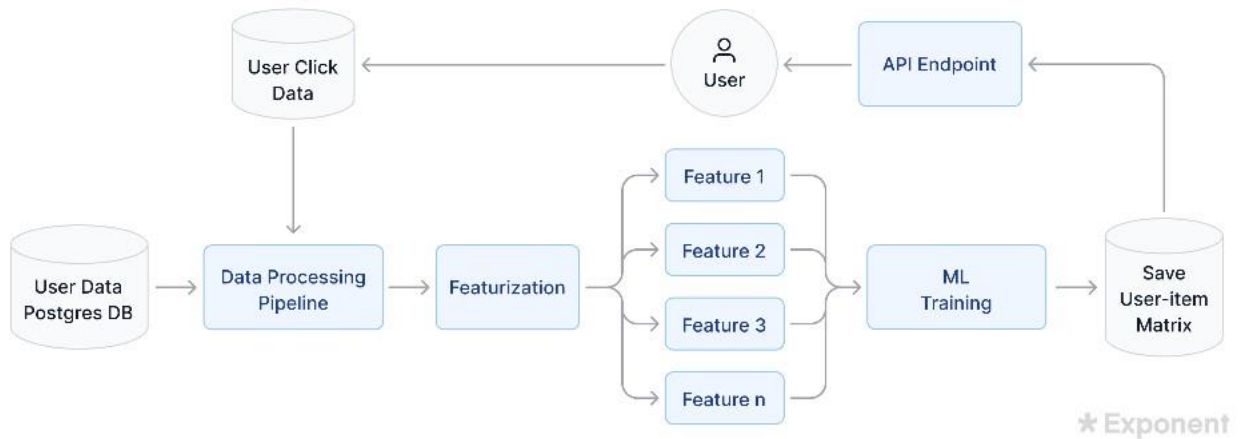 User Click
Data
User
API Endpoint
User Data
Postgres DB
Data Processing
Pipeline
Featurization
Feature 1
Feature 2
Feature 3
Feature n
ML
Training
Save
User-item
Matrix
Exponent